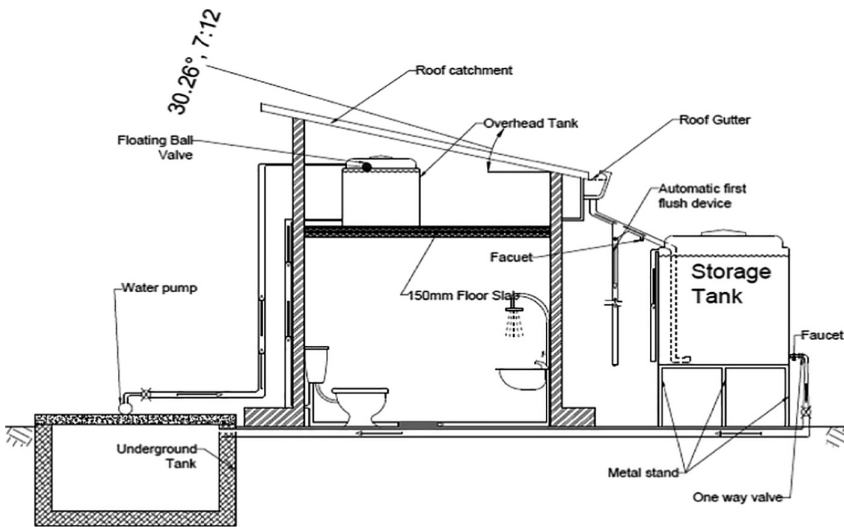 30.26°, 7:12
Roof catchment
Floating Ball
Valve
Overhead Tank
Roof Gutter
Automatic first
flush device
Facuet
Storage
Tank
Water pump
150mm Floor Slab
Faucet
Underground
Tank
Metal stand
One way valve